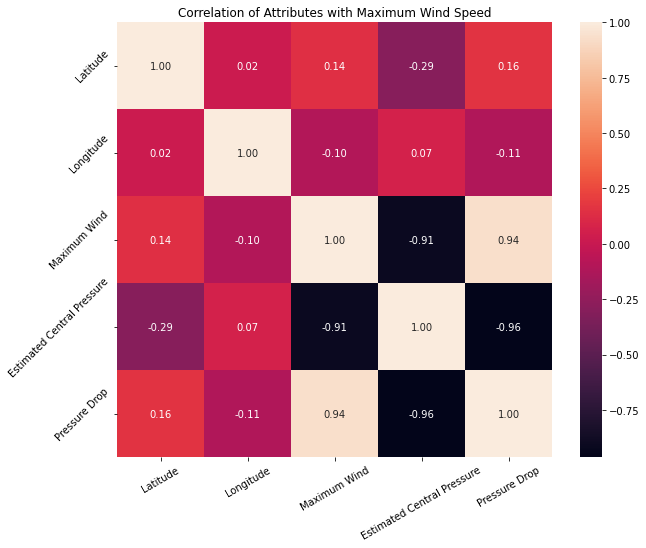 Correlation of Attributes with Maximum Wind Speed
Latitude 1.00 0.02 0.14 -0.29 0.16
Longitude 0.02 1.00 -0.10 0.07 -0.11
Maximum Wind 0.14 -0.10 1.00 -0.91 0.94
Estimated Central Pressure -0.29 0.07 -0.91 1.00 -0.96
Pressure Drop 0.16 -0.11 0.94 -0.96 1.00
Latitude Longitude Maximum Wind Estimated Central Pressure Pressure Drop
1.00
0.75
0.50
0.25
0.00
-0.25
-0.50
-0.75